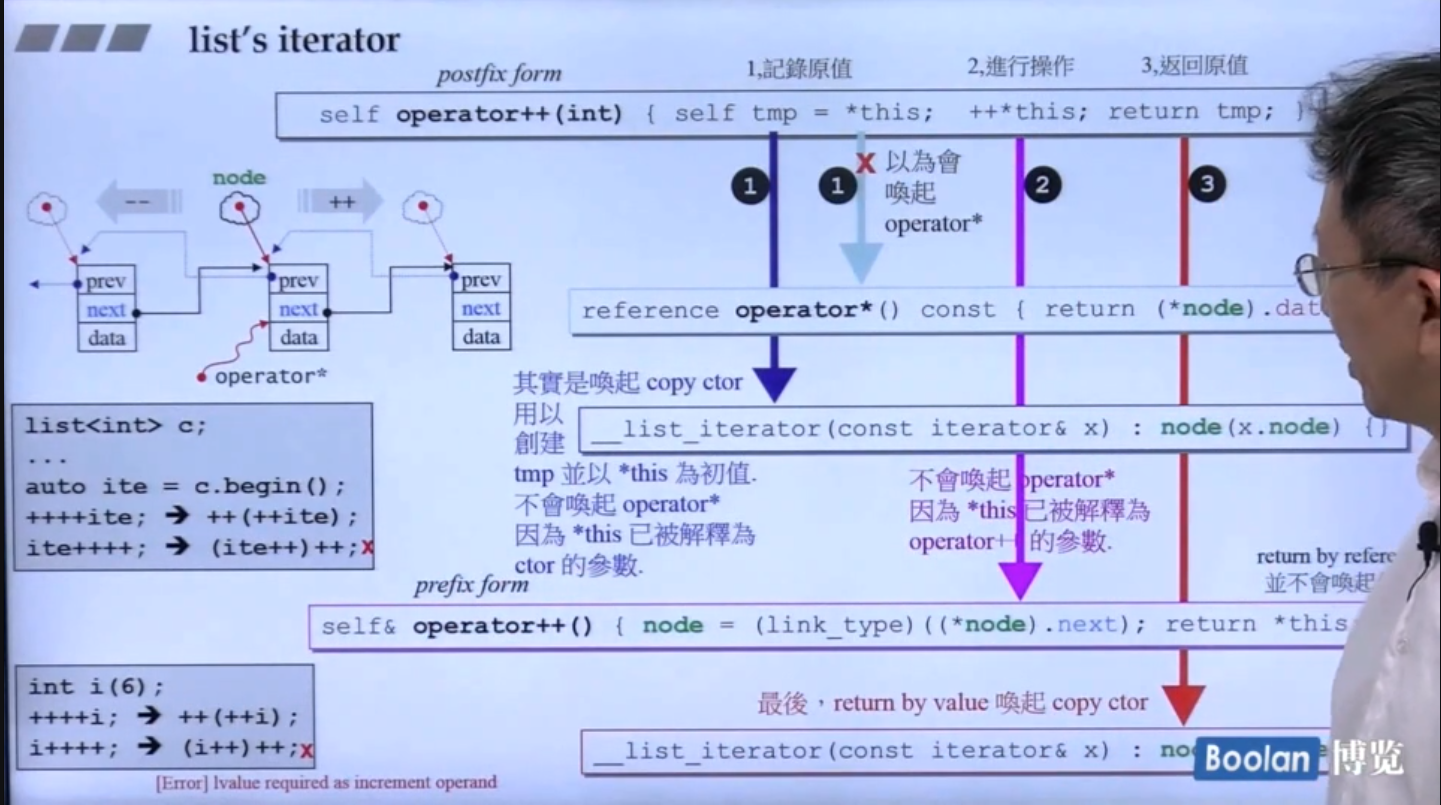 list's iterator
postfix form
1,記錄原值
2,進行操作
3,返回原值
self operator++(int) { self tmp = *this; ++*this; return tmp; }
1
1
x
以為會
喚起
operator*
2
3
node
--
++
prev
next
data
prev
next
data
prev
next
data
operator*
reference operator*() const { return (*node).dat
其實是喚起 copy ctor
用以
創建
tmp 並以 *this 為初值.
不會喚起 operator*
因為 *this 已被解釋為
ctor 的參數.
__list_iterator(const iterator& x) : node(x.node) {}
不會喚起 operator*
因為 *this 已被解釋為
operator++ 的參數.
list<int> c;
...
auto ite = c.begin();
++++ite; ➔ ++(++ite);
ite++++; ➔ (ite++)++;x
return by refere
並不會喚起
prefix form
self& operator++() { node = (link_type)((*node).next); return *this
int i(6);
++++i; ➔ ++(++i);
i++++; ➔ (i++)++;x
[Error] lvalue required as increment operand
最後，return by value 喚起 copy ctor
__list_iterator(const iterator& x) : no
Boolan 博览